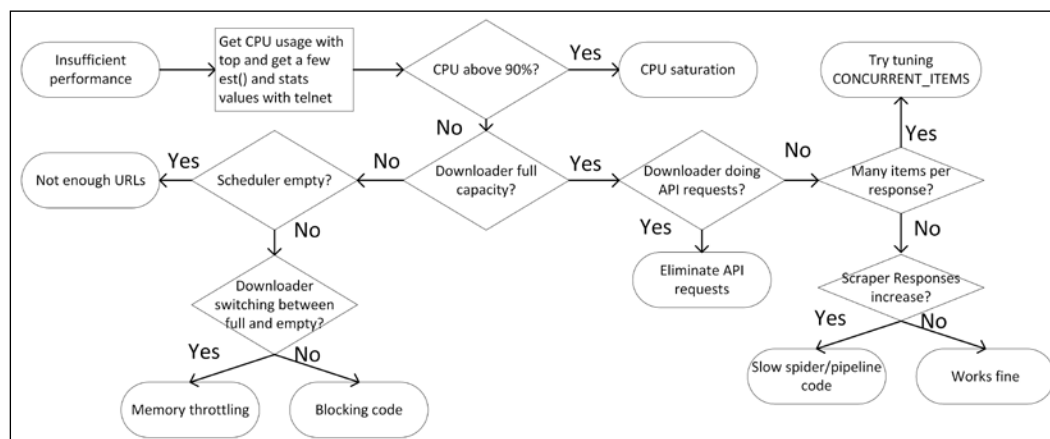 Insufficient
performance
Get CPU usage with
top and get a few
est() and stats
values with telnet
CPU above 90%?
Yes
CPU saturation
Try tuning
CONCURRENT_ITEMS
No
Yes
Not enough URLs
Yes
Scheduler empty?
No
Downloader full
capacity?
Yes
Downloader doing
API requests?
No
Many items per
response?
No
Yes
No
Downloader
switching between
full and empty?
Eliminate API
requests
Scraper Responses
increase?
Yes
No
Yes
No
Memory throttling
Blocking code
Slow spider/pipeline
code
Works fine